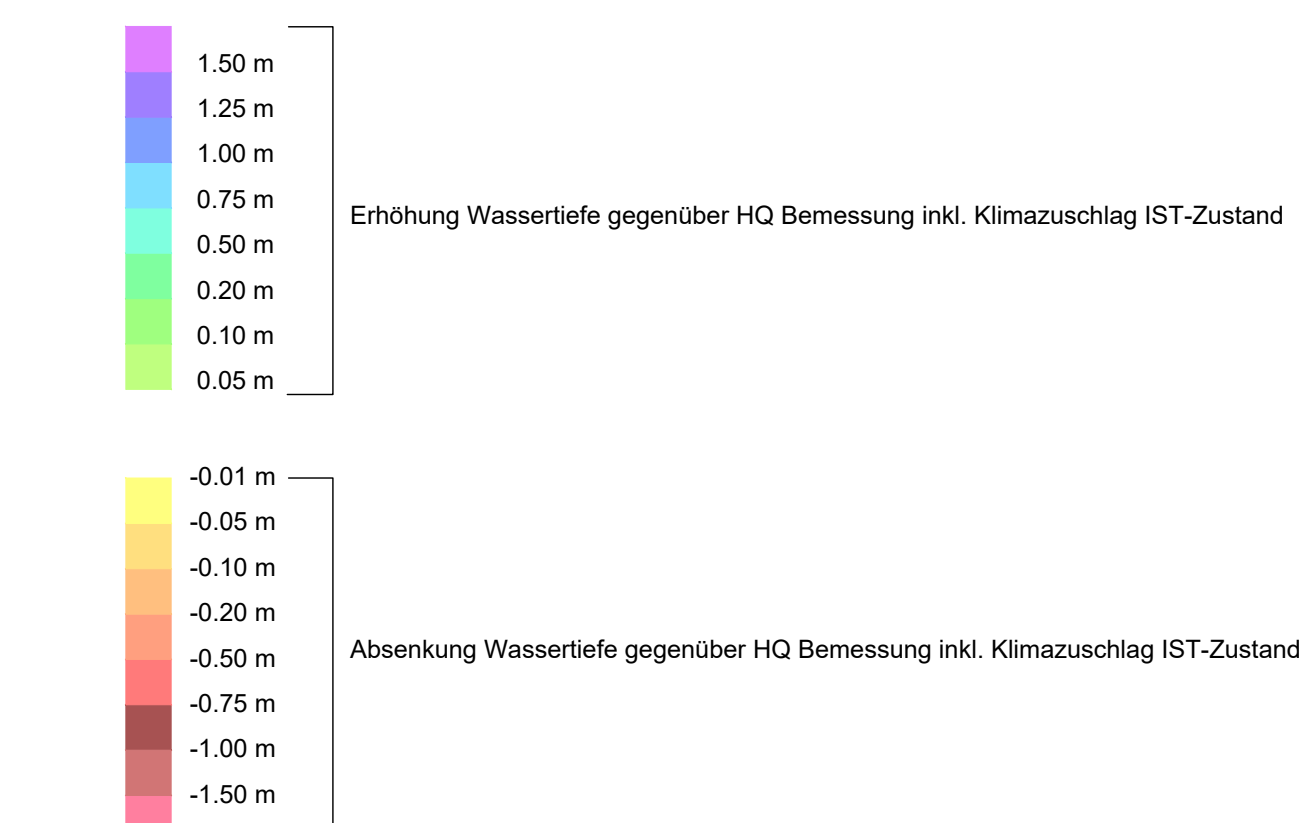 1.50 m
1.25 m
1.00 m
0.75 m
Erhöhung Wassertiefe gegenüber HQ Bemessung inkl. Klimazuschlag IST-Zustand
0.50 m
0.20 m
0.10 m
0.05 m
-0.01 m
-0.05 m
-0.10 m
-0.20 m
-0.50 m
Absenkung Wassertiefe gegenüber HQ Bemessung inkl. Klimazuschlag IST-Zustand
-0.75 m
-1.00 m
-1.50 m